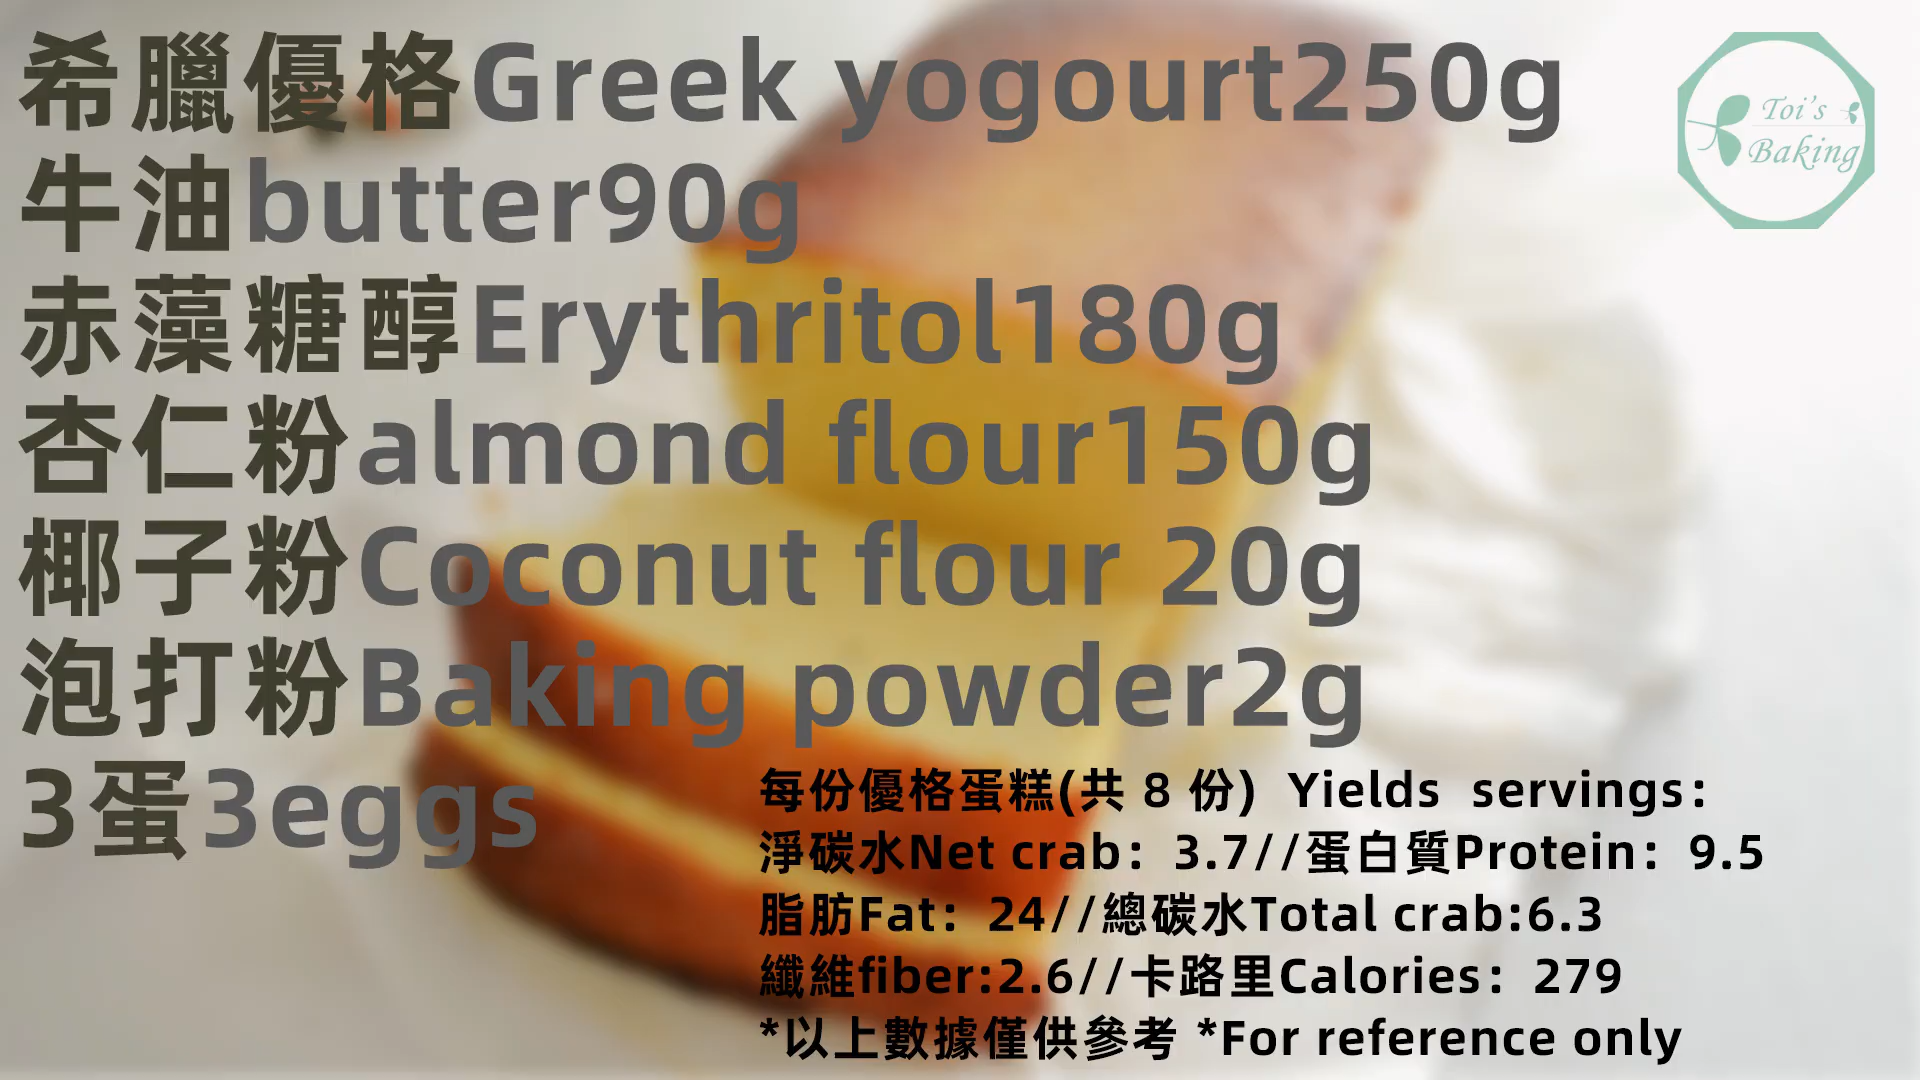 希臘優格Greek yogourt250g
牛油butter90g
赤藻糖醇Erythritol180g
杏仁粉almond flour150g
椰子粉Coconut flour 20g
泡打粉Baking powder2g
3蛋3eggs
Toi's
Baking
每份優格蛋糕(共 8 份) Yields servings：
淨碳水Net crab：3.7//蛋白質Protein：9.5
脂肪Fat：24//總碳水Total crab:6.3
纖維fiber:2.6//卡路里Calories：279
*以上數據僅供參考 *For reference only